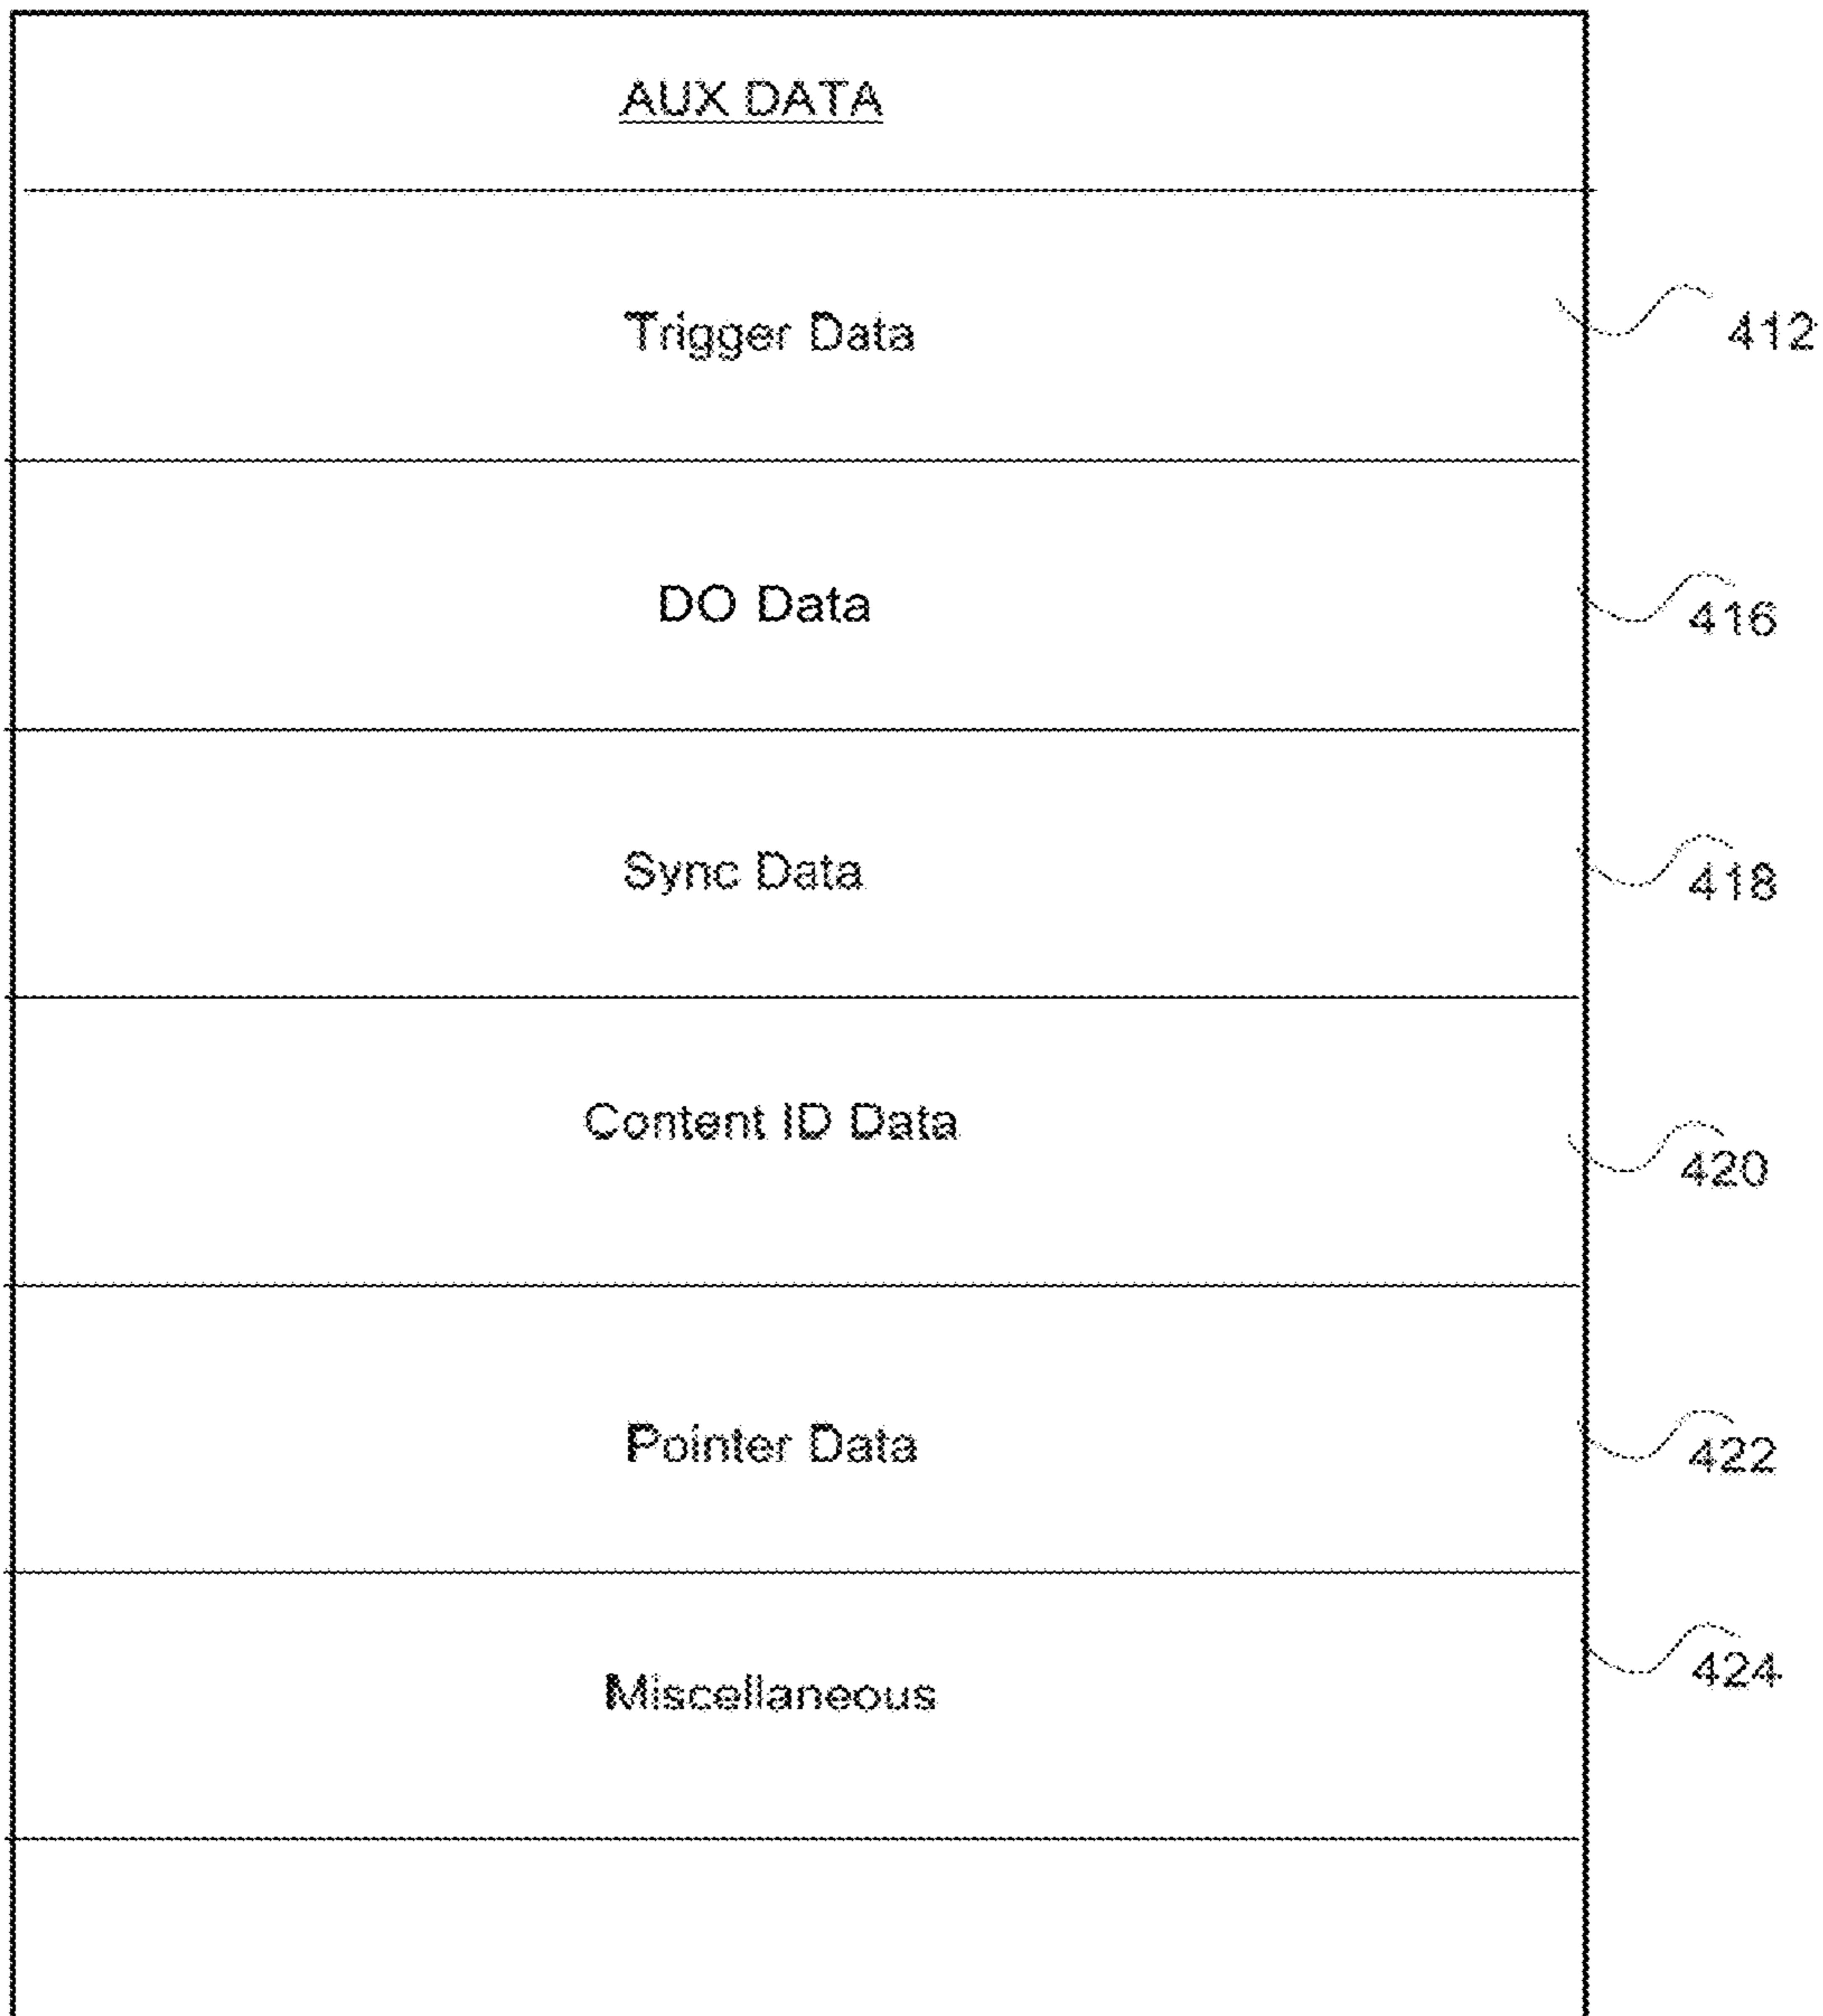 AUX DATA
Trigger Data
412
DO Data
416
Sync Data
418
Content ID Data
420
Pointer Data
422
Miscellaneous
424